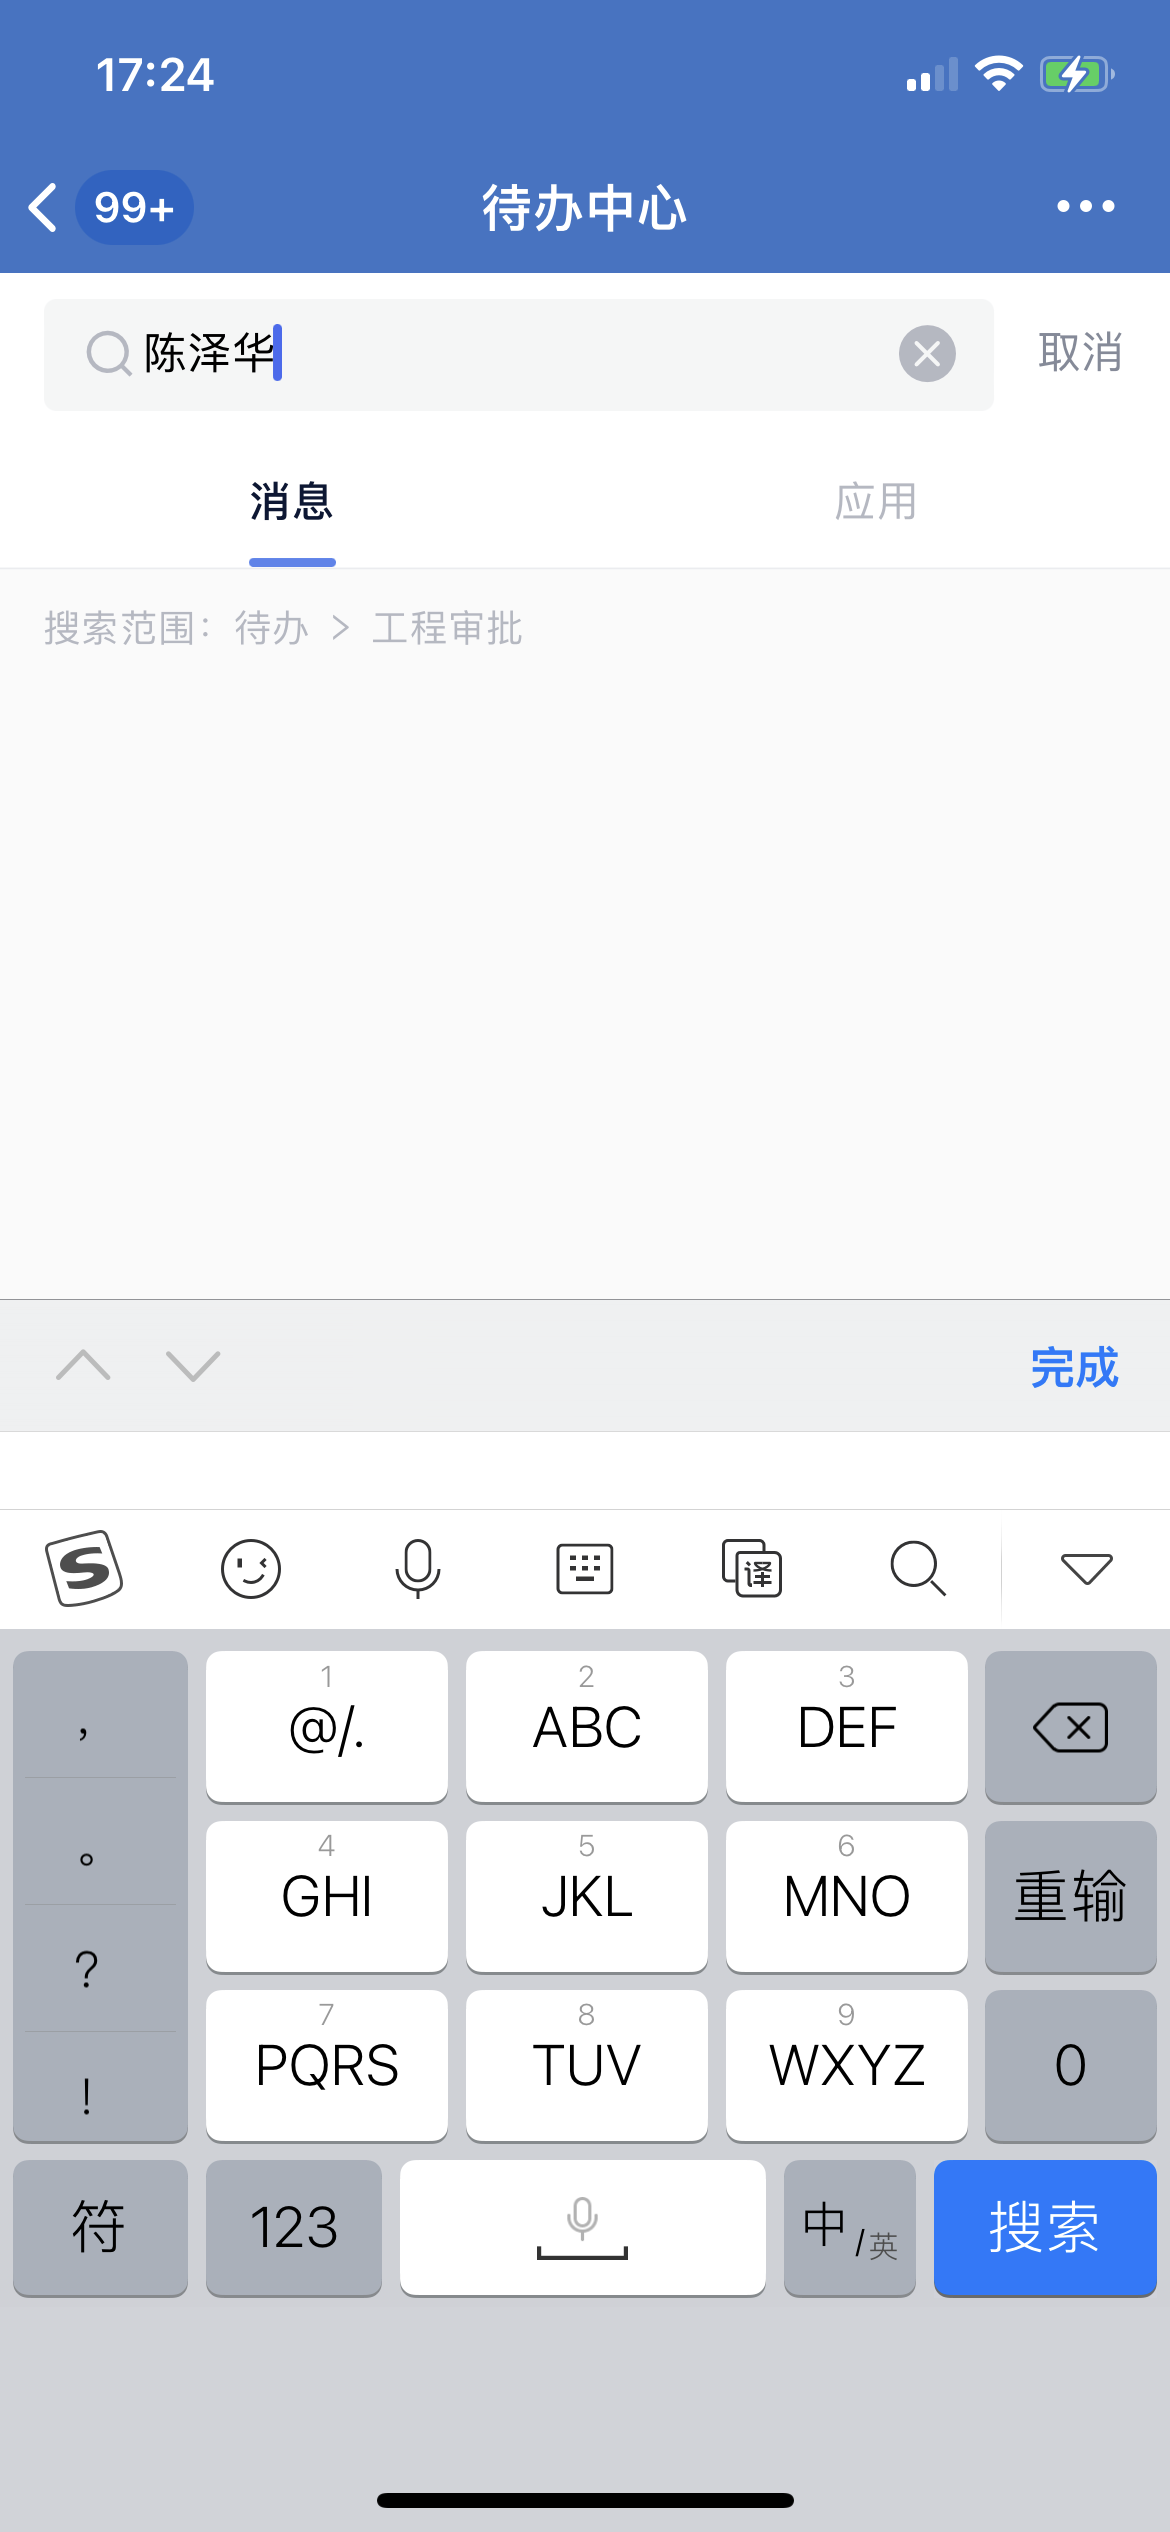 17:24
99+
待办中心
陈泽华
取消
消息
应用
搜索范围：待办 > 工程审批
完成
S
译
，
。
?
!
1
@/.
2
ABC
3
DEF
4
GHI
5
JKL
6
MNO
重输
7
PQRS
8
TUV
9
WXYZ
0
符
123
中/英
搜索